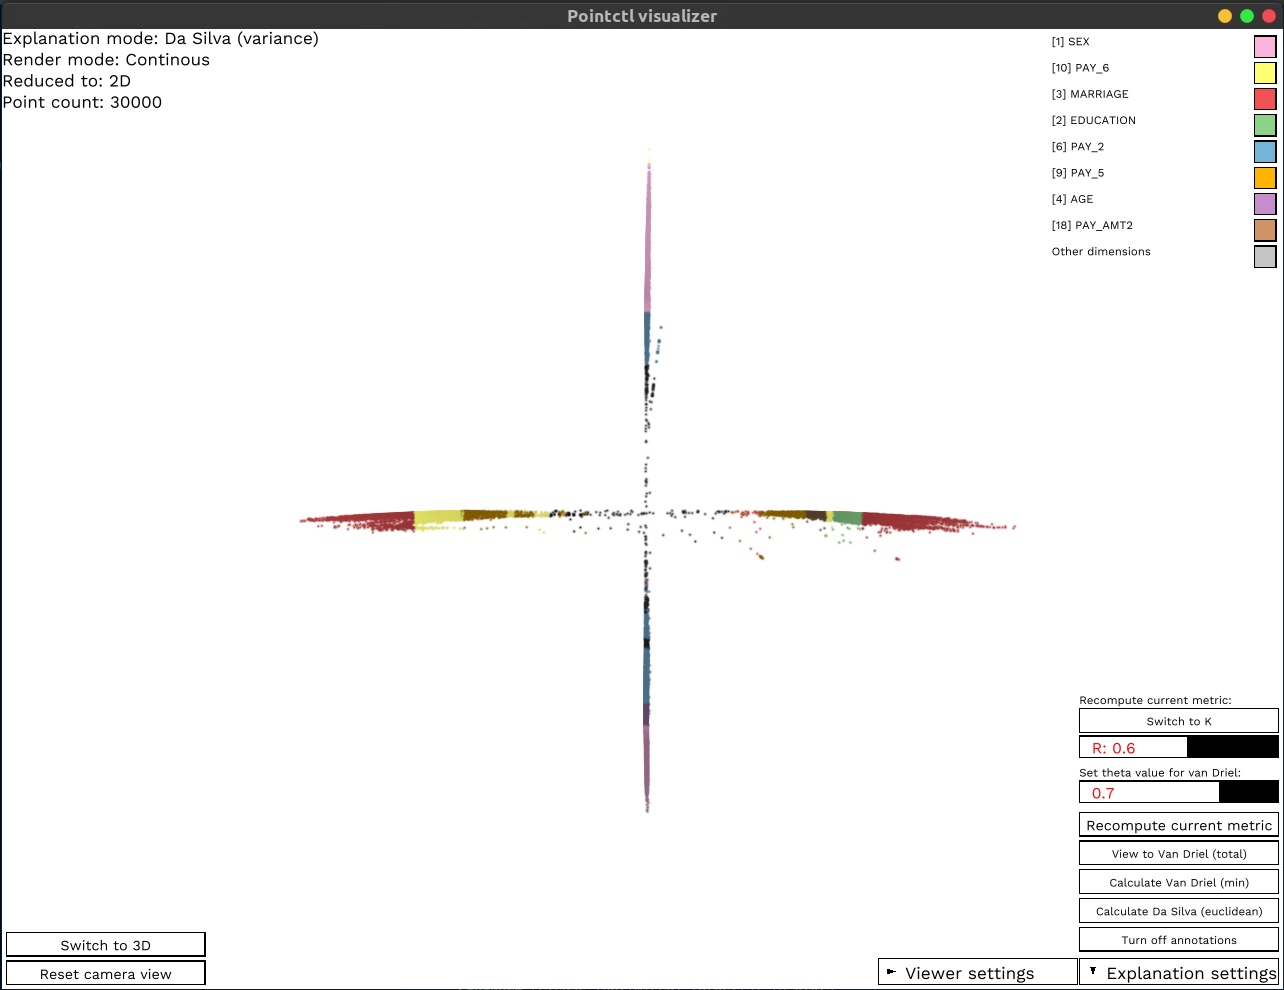 Pointctl visualizer
Explanation mode: Da Silva (variance)
Render mode: Continous
Reduced to: 2D
Point count: 30000
[1] SEX
[10] PAY_6
[3] MARRIAGE
[2] EDUCATION
[6] PAY_2
[9] PAY_5
[4] AGE
[18] PAY_AMT2
Other dimensions
Recompute current metric:
Switch to K
R: 0.6
Set theta value for van Driel:
0.7
Recompute current metric
View to Van Driel (total)
Calculate Van Driel (min)
Calculate Da Silva (euclidean)
Turn off annotations
Switch to 3D
Reset camera view
Viewer settings
Explanation settings